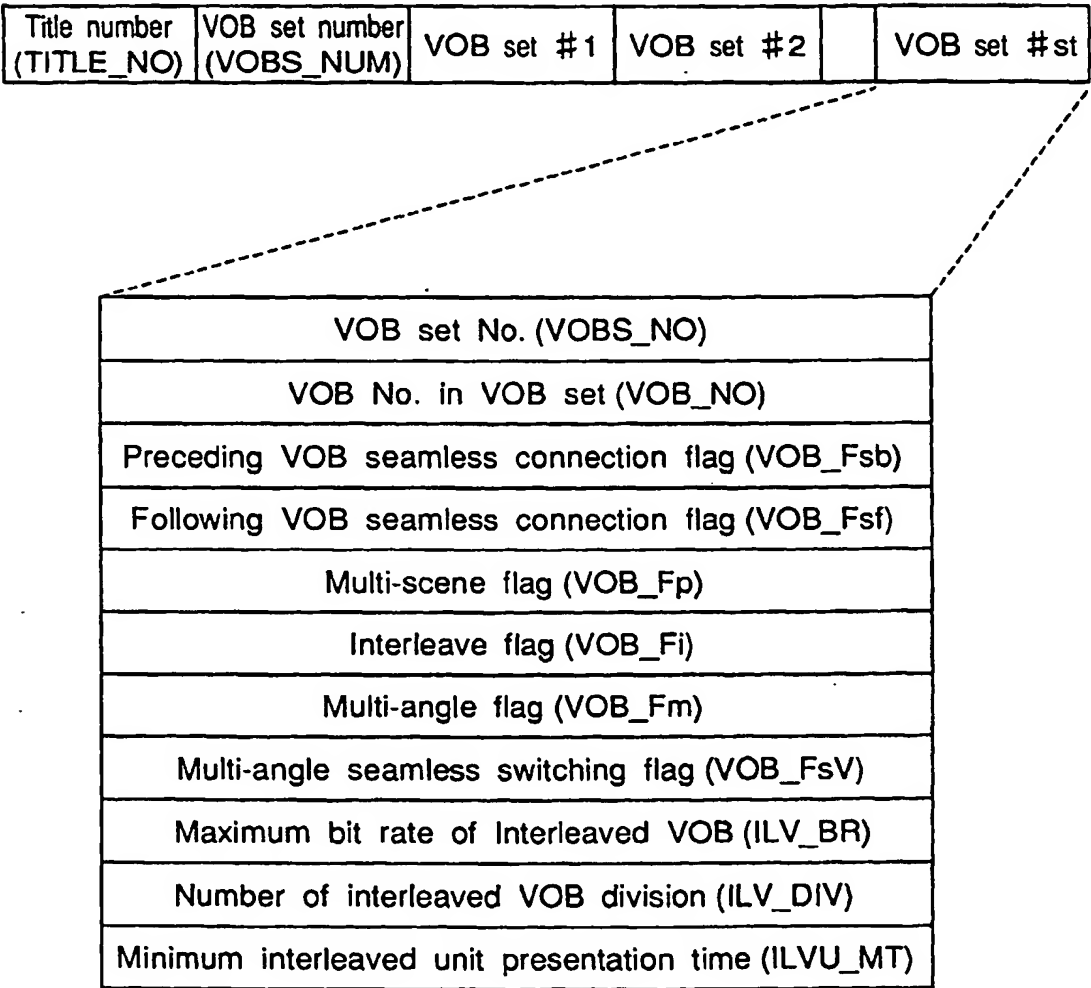 Title number (TITLE_NO)
VOB set number (VOBS_NUM)
VOB set #1
VOB set #2
VOB set #st
VOB set No. (VOBS_NO)
VOB No. in VOB set (VOB_NO)
Preceding VOB seamless connection flag (VOB_Fsb)
Following VOB seamless connection flag (VOB_Fsf)
Multi-scene flag (VOB_Fp)
Interleave flag (VOB_Fi)
Multi-angle flag (VOB_Fm)
Multi-angle seamless switching flag (VOB_FsV)
Maximum bit rate of Interleaved VOB (ILV_BR)
Number of interleaved VOB division (ILV_DIV)
Minimum interleaved unit presentation time (ILVU_MT)